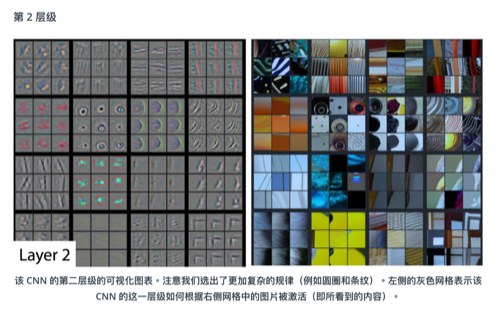 第 2 层级
Layer 2
该 CNN 的第二层级的可视化图表。注意我们选出了更加复杂的规律（例如圆圈和条纹）。左侧的灰色网格表示该
CNN 的这一层级如何根据右侧网格中的图片被激活（即所看到的内容）。